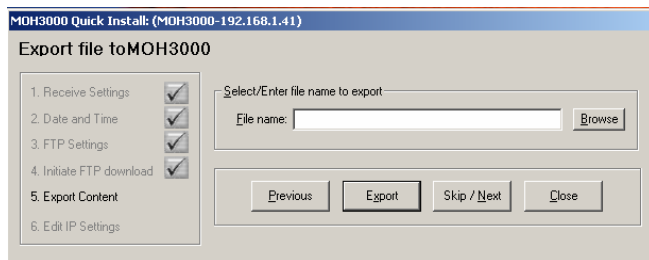 MOH3000 Quick Install: (MOH3000-192.168.1.41)
Export file toMOH3000
1. Receive Settings
2. Date and Time
3. FTP Settings
4. Initiate FTP download
5. Export Content
6. Edit IP Settings
Select/Enter file name to export
File name:
Browse
Previous
Export
Skip / Next
Close